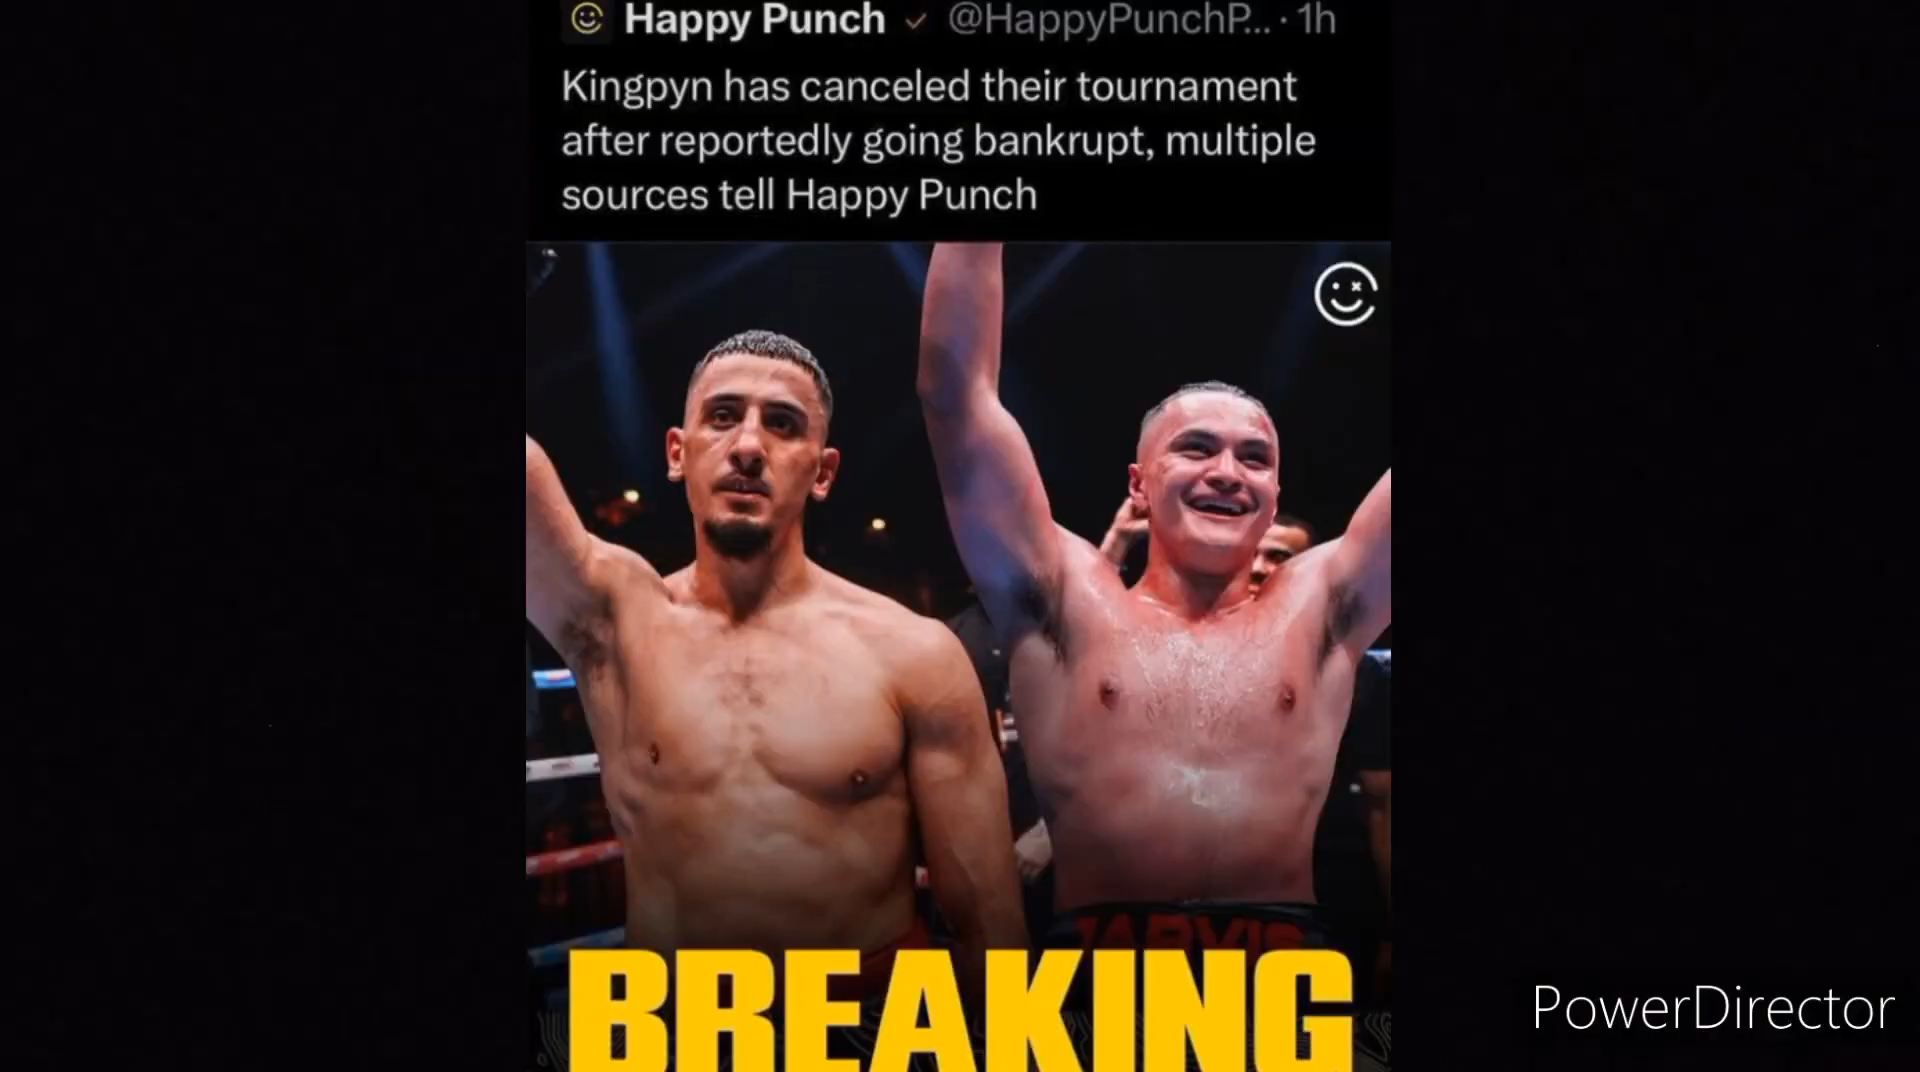 Happy Punch @HappyPunchP... · 1h
Kingpyn has canceled their tournament
after reportedly going bankrupt, multiple
sources tell Happy Punch
JARVIS
BREAKING
PowerDirector